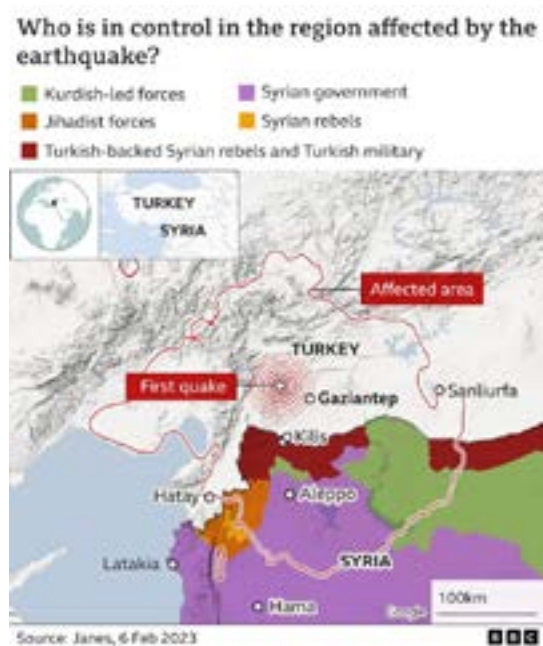 Who is in control in the region affected by the
earthquake?
Kurdish-led forces
Syrian government
Jihadist forces
Syrian rebels
Turkish-backed Syrian rebels and Turkish military
TURKEY
SYRIA
Affected area
TURKEY
First quake
Gaziantep
Sanliurfa
Kilis
Hatay
Aleppo
Latakia
SYRIA
Hama
Google
100km
Source: Janes, 6 Feb 2023
BBC